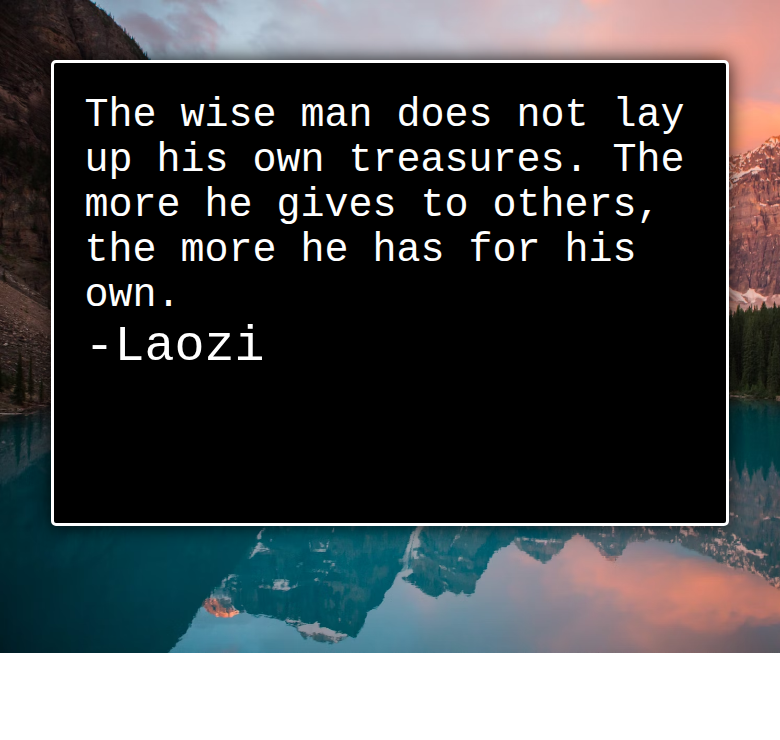 The wise man does not lay
up his own treasures. The
more he gives to others,
the more he has for his
own.
-Laozi